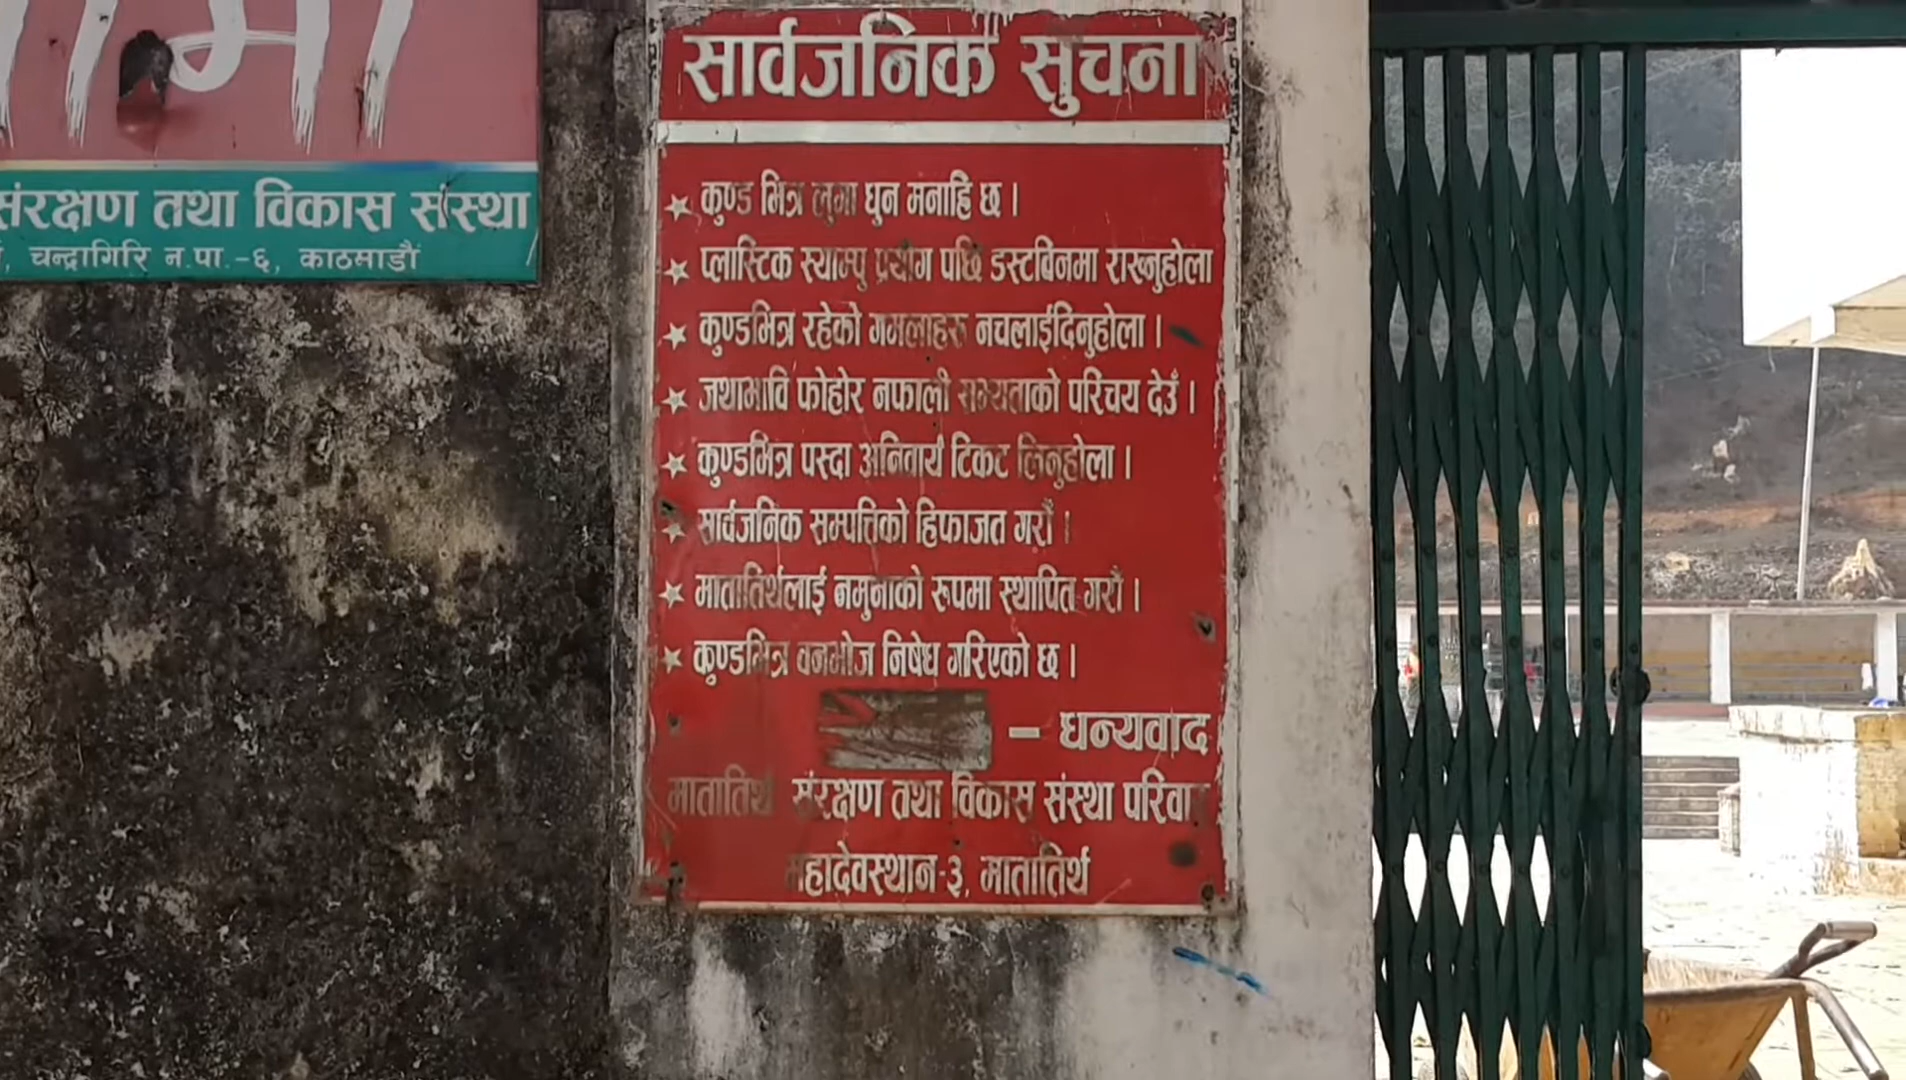 संरक्षण तथा विकास संस्था
, चन्द्रागिरि न.पा.-६, काठमाडौं
सार्वजनिक सुचना
कुण्ड भित्र लुगा धुन मनाहि छ ।
प्लास्टिक स्याम्पु प्रयोग पछि डस्टबिनमा राख्नुहोला
कुण्डभित्र रहेको गमलाहरु नचलाईदिनुहोला ।
जथाभावि फोहोर नफाली सभ्यताको परिचय देउँ ।
कुण्डभित्र पस्दा अनिवार्य टिकट लिनुहोला ।
सार्वजनिक सम्पत्तिको हिफाजत गरौं ।
मातातिर्थलाई नमुनाको रुपमा स्थापित गरौं ।
कुण्डभित्र वनभोज निषेध गरिएको छ ।
– धन्यवाद
मातातिर्थ संरक्षण तथा विकास संस्था परिवार
महादेवस्थान-३, मातातिर्थ